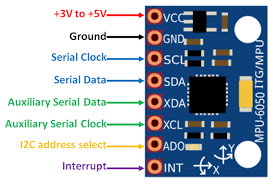 +3V to +5V
Ground
Serial Clock
Serial Data
Auxiliary Serial Data
Auxiliary Serial Clock
I2C address select
Interrupt
VCC
GND
SCL
SDA
XDA
XCL
ADO
INT
MPU-6050 ITG/MPU
Y
X